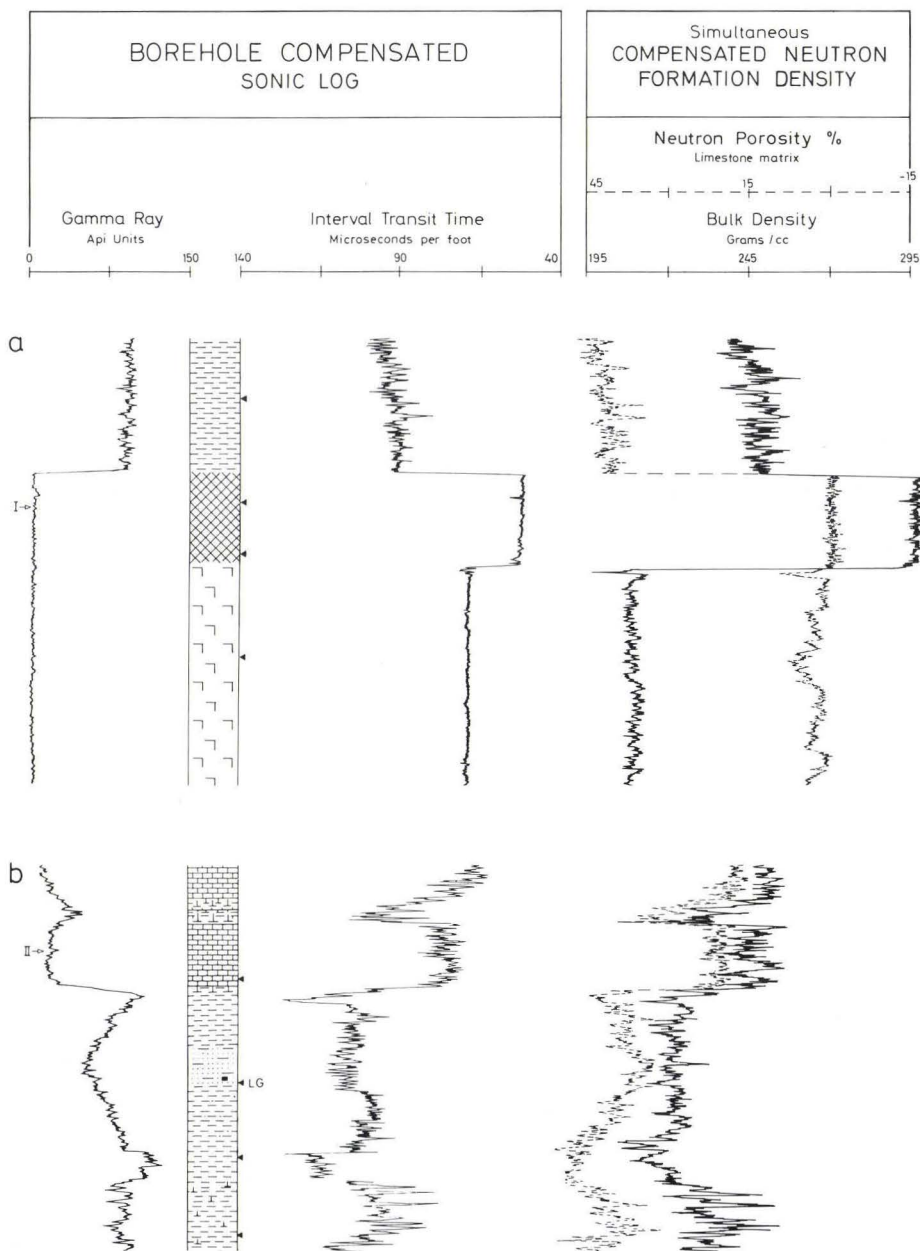 BOREHOLE COMPENSATED
SONIC LOG
Gamma Ray
Api Units
0 150
Interval Transit Time
Microseconds per foot
140 90 40
Simultaneous
COMPENSATED NEUTRON
FORMATION DENSITY
Neutron Porosity %
Limestone matrix
45 15 -15
Bulk Density
Grams /cc
195 245 295
a
I
b
II
LG